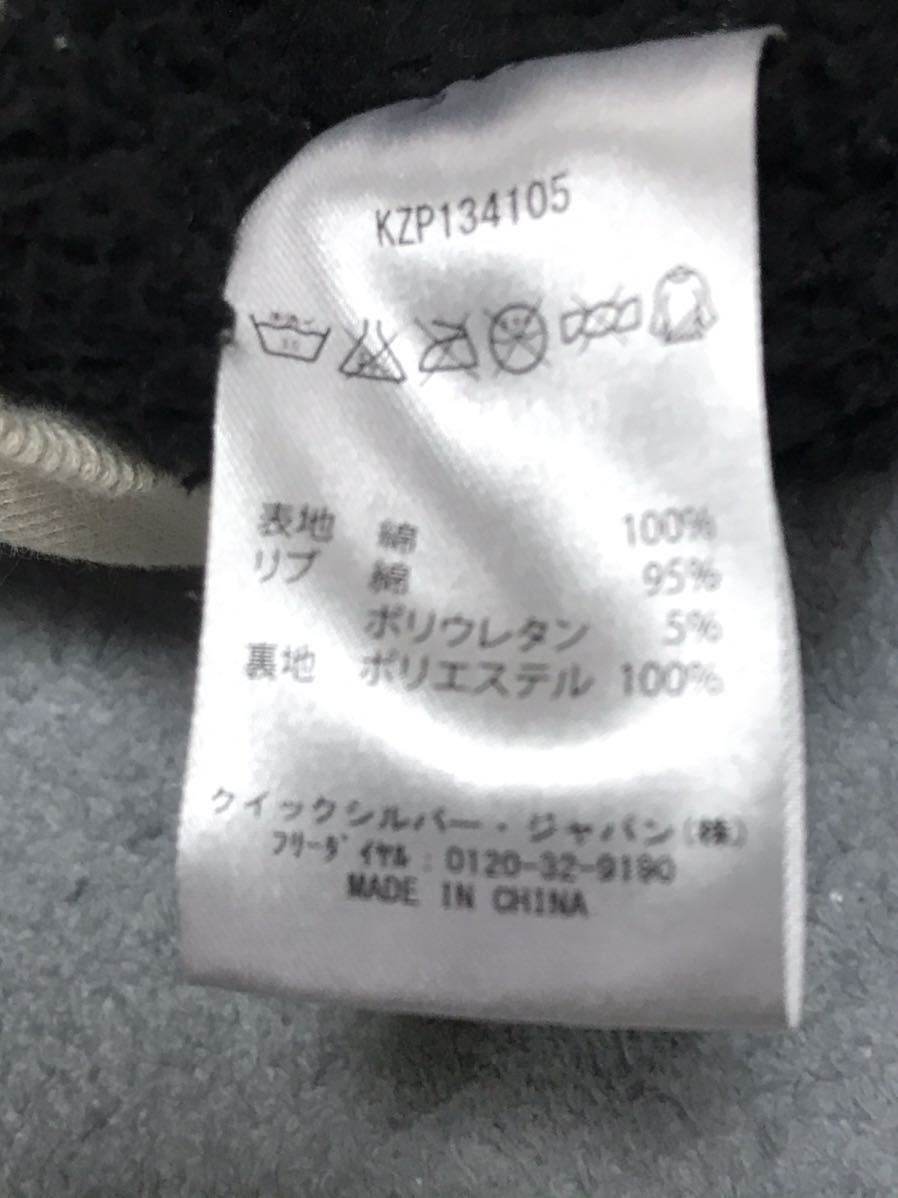 KZP134105
表地 綿 100%
リブ 綿 95%
ポリウレタン 5%
裏地 ポリエステル 100%
クイックシルバー・ジャパン(株)
フリーダイヤル:0120-32-9190
MADE IN CHINA